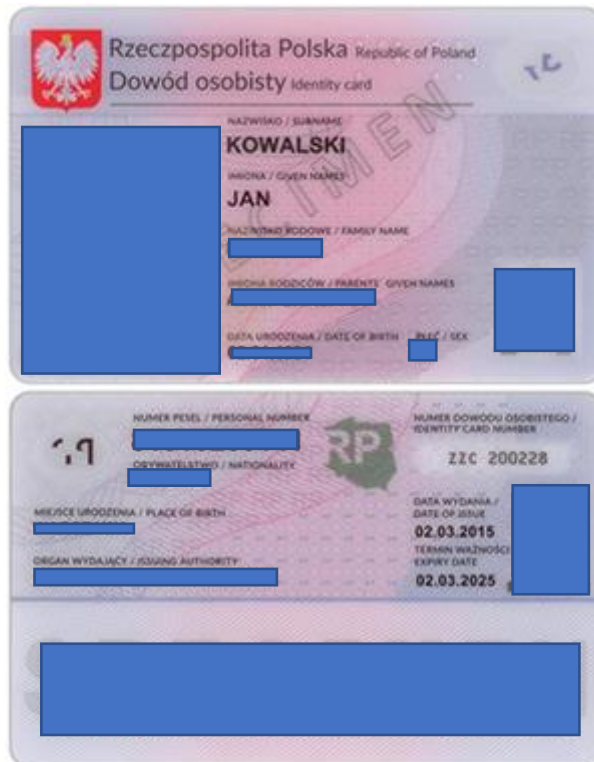 Rzeczpospolita Polska Republic of Poland
Dowód osobisty Identity card
SPECIMEN
NAZWISKO / SURNAME
KOWALSKI
IMIONA / GIVEN NAMES
JAN
NAZWISKO RODOWE / FAMILY NAME
IMIONA RODZICÓW / PARENTS' GIVEN NAMES
DATA URODZENIA / DATE OF BIRTH PŁEĆ / SEX
NUMER PESEL / PERSONAL NUMBER
OBYWATELSTWO / NATIONALITY
MIEJSCE URODZENIA / PLACE OF BIRTH
ORGAN WYDAJĄCY / ISSUING AUTHORITY
RP
NUMER DOWODU OSOBISTEGO /
IDENTITY CARD NUMBER
ZZC 200228
DATA WYDANIA /
DATE OF ISSUE
02.03.2015
TERMIN WAŻNOŚCI
EXPIRY DATE
02.03.2025